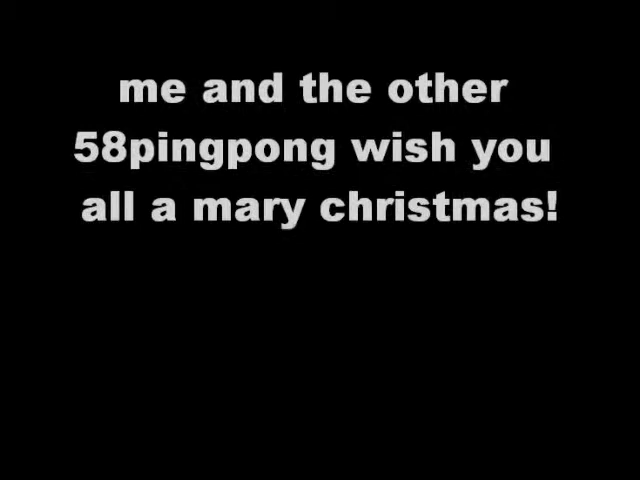 me and the other
58pingpong wish you
all a mary christmas!